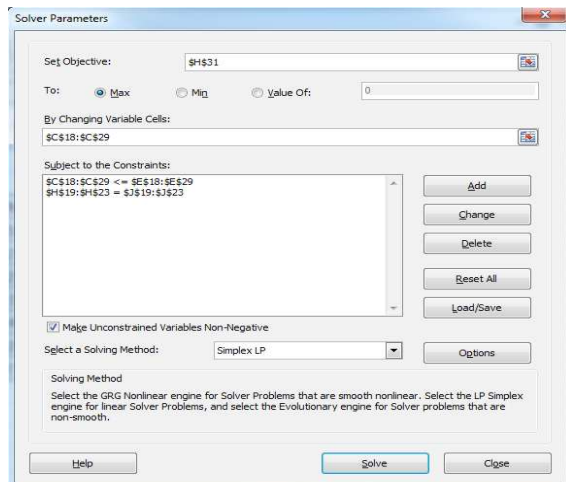 Solver Parameters
Set Objective: $H$31
To: Max Min Value Of: 0
By Changing Variable Cells:
$C$18:$C$29
Subject to the Constraints:
$C$18:$C$29 <= $E$18:$E$29
$H$19:$H$23 = $J$19:$J$23
Add
Change
Delete
Reset All
Load/Save
Make Unconstrained Variables Non-Negative
Select a Solving Method: Simplex LP
Options
Solving Method
Select the GRG Nonlinear engine for Solver Problems that are smooth nonlinear. Select the LP Simplex
engine for linear Solver Problems, and select the Evolutionary engine for Solver problems that are
non-smooth.
Help Solve Close